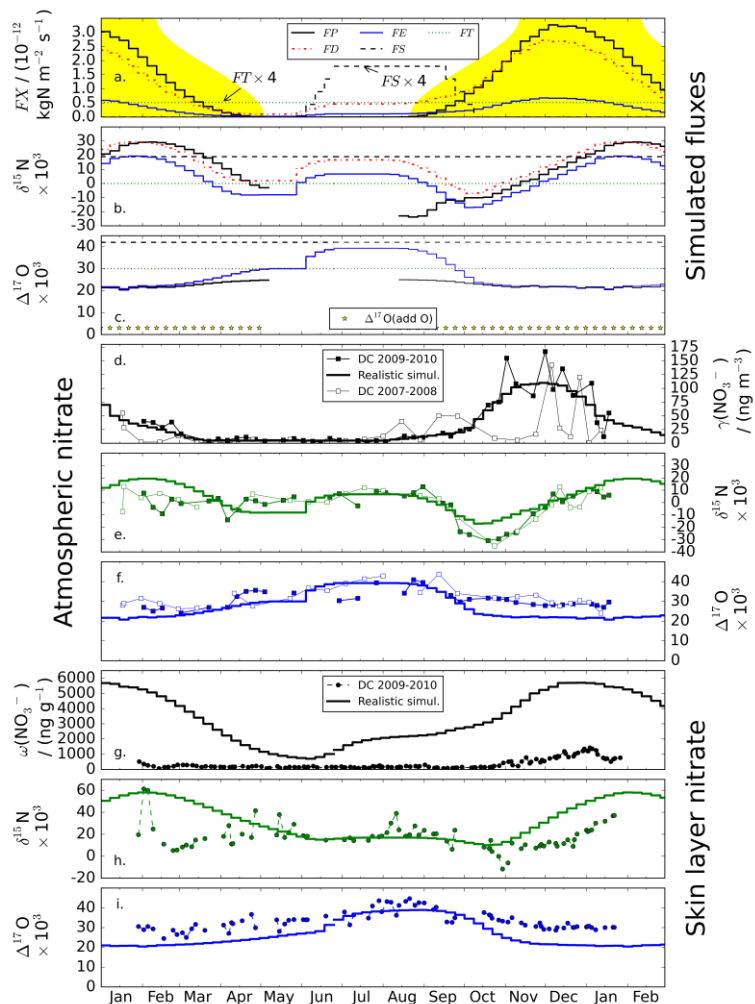 FX / (10⁻¹²
kgN m⁻² s⁻¹)
3.0
2.5
2.0
1.5
1.0
0.5
0.0
a.
FP
FD
FE
FS
FT
FT × 4
FS × 4
δ¹⁵N
× 10³
30
20
10
0
-10
-20
-30
b.
Δ¹⁷O
× 10³
40
30
20
10
0
c.
Δ¹⁷O(add O)
Simulated fluxes
d.
DC 2009-2010
Realistic simul.
DC 2007-2008
175
150
125
100
75
50
25
0
γ(NO₃⁻)
/ (ng m⁻³)
e.
30
20
10
0
-10
-20
-30
-40
δ¹⁵N
× 10³
f.
40
30
20
10
0
Δ¹⁷O
× 10³
Atmospheric nitrate
ω(NO₃⁻)
/ (ng g⁻¹)
6000
5000
4000
3000
2000
1000
0
g.
DC 2009-2010
Realistic simul.
δ¹⁵N
× 10³
60
40
20
0
-20
h.
Δ¹⁷O
× 10³
50
40
30
20
10
0
i.
Skin layer nitrate
Jan Feb Mar Apr May Jun Jul Aug Sep Oct Nov Dec Jan Feb